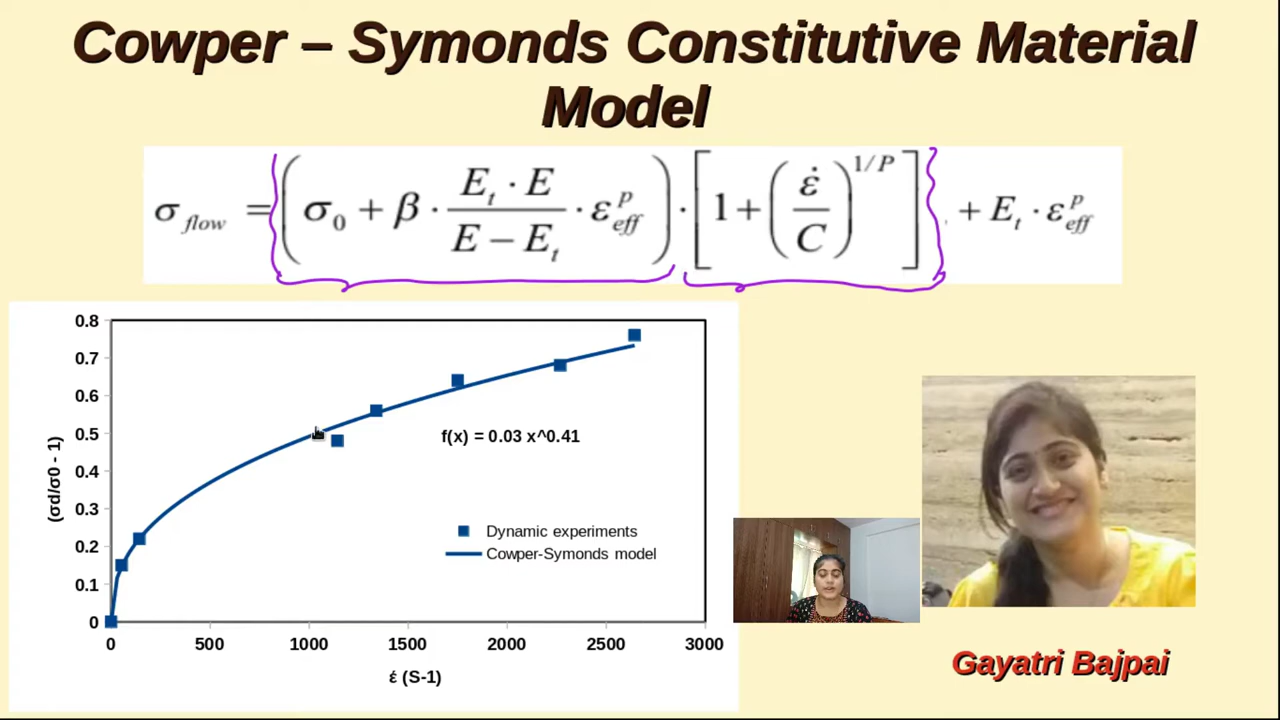 Cowper – Symonds Constitutive Material
Model
σ flow = ( σ₀ + β · (E_t · E)/(E − E_t) · ε^p_eff ) · [ 1 + ( ε̇ / C )^{1/P} ] + E_t · ε^p_eff
0.8
0.7
0.6
0.5
0.4
0.3
0.2
0.1
0
(σd/σ0 - 1)
f(x) = 0.03 x^0.41
Dynamic experiments
Cowper-Symonds model
0 500 1000 1500 2000 2500 3000
έ (S-1)
Gayatri Bajpai